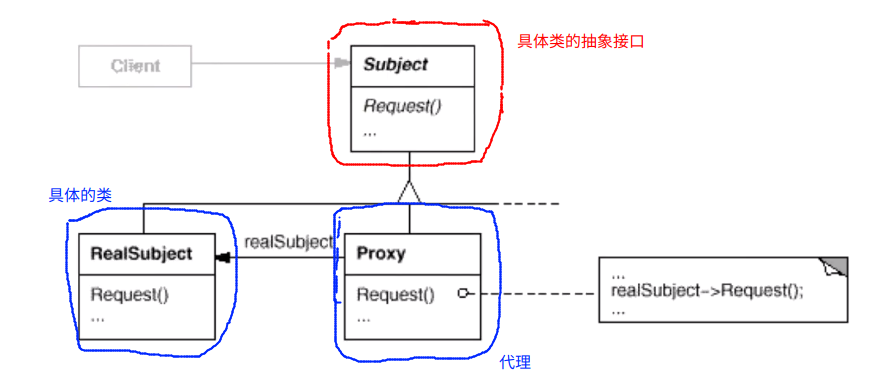 具体类的抽象接口
Client
Subject
Request()
...
具体的类
RealSubject
Request()
...
realSubject
Proxy
Request()
...
...
realSubject->Request();
...
代理